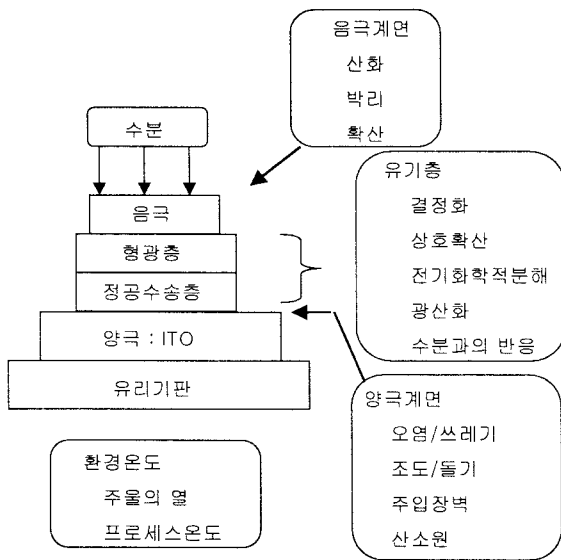 음극계면
산화
박리
확산
수분
음극
형광층
정공수송층
양극 : ITO
유리기판
유기층
결정화
상호확산
전기화학적분해
광산화
수분과의 반응
양극계면
오염/쓰레기
조도/돌기
주입장벽
산소원
환경온도
주울의 열
프로세스온도